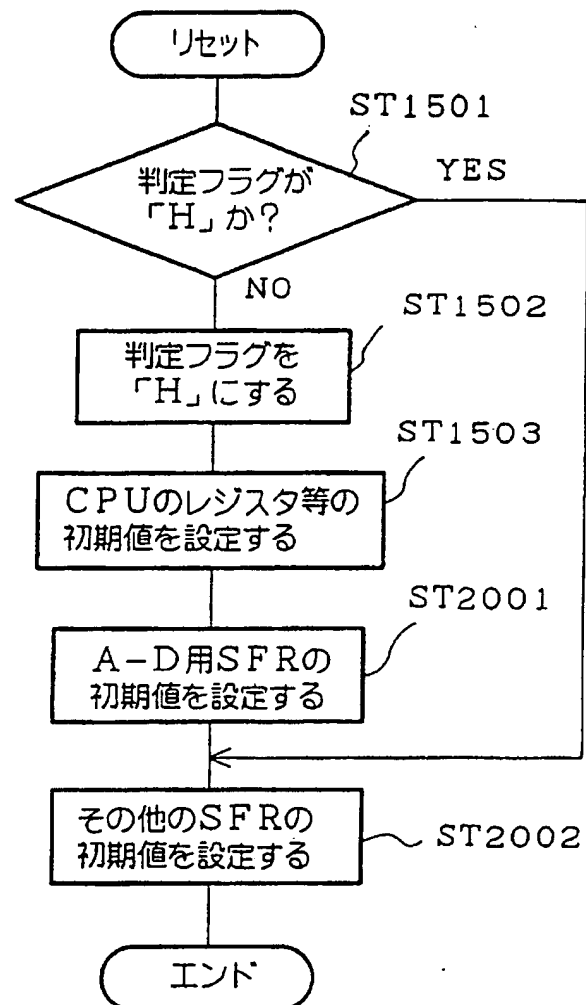 リセット
ST1501
判定フラグが
「H」か?
YES
NO
ST1502
判定フラグを
「H」にする
ST1503
CPUのレジスタ等の
初期値を設定する
ST2001
A-D用SFRの
初期値を設定する
その他のSFRの
初期値を設定する
ST2002
エンド